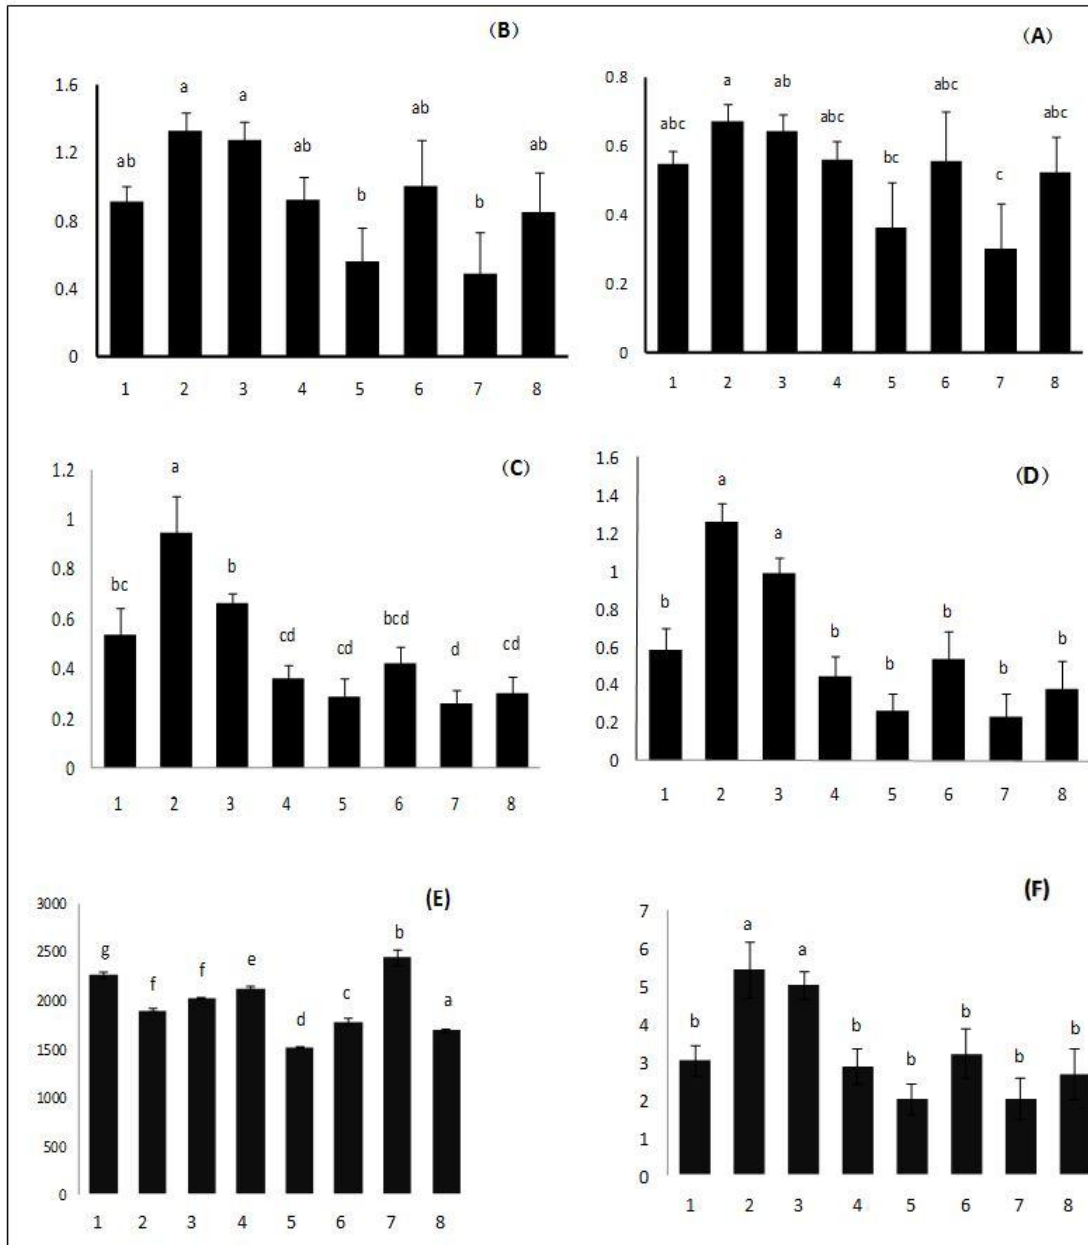 (B)
1.6
1.2
0.8
0.4
0
ab
a
a
ab
b
ab
b
ab
1 2 3 4 5 6 7 8
(A)
0.8
0.6
0.4
0.2
0
abc
a
ab
abc
bc
abc
c
abc
1 2 3 4 5 6 7 8
(C)
1.2
1
0.8
0.6
0.4
0.2
0
bc
a
b
cd
cd
bcd
d
cd
1 2 3 4 5 6 7 8
(D)
1.6
1.4
1.2
1
0.8
0.6
0.4
0.2
0
b
a
a
b
b
b
b
b
1 2 3 4 5 6 7 8
(E)
3000
2500
2000
1500
1000
500
0
g
f
f
e
d
c
b
a
1 2 3 4 5 6 7 8
(F)
7
6
5
4
3
2
1
0
b
a
a
b
b
b
b
b
1 2 3 4 5 6 7 8